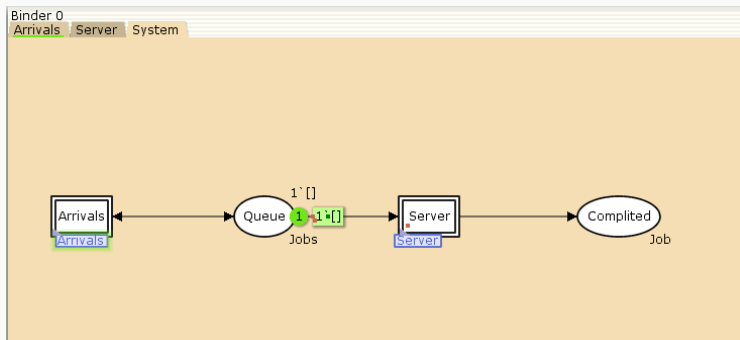 Binder 0
Arrivals Server System
1`[]
Arrivals Queue 1 1`[] Server Complited
Arrivals Jobs Server Job